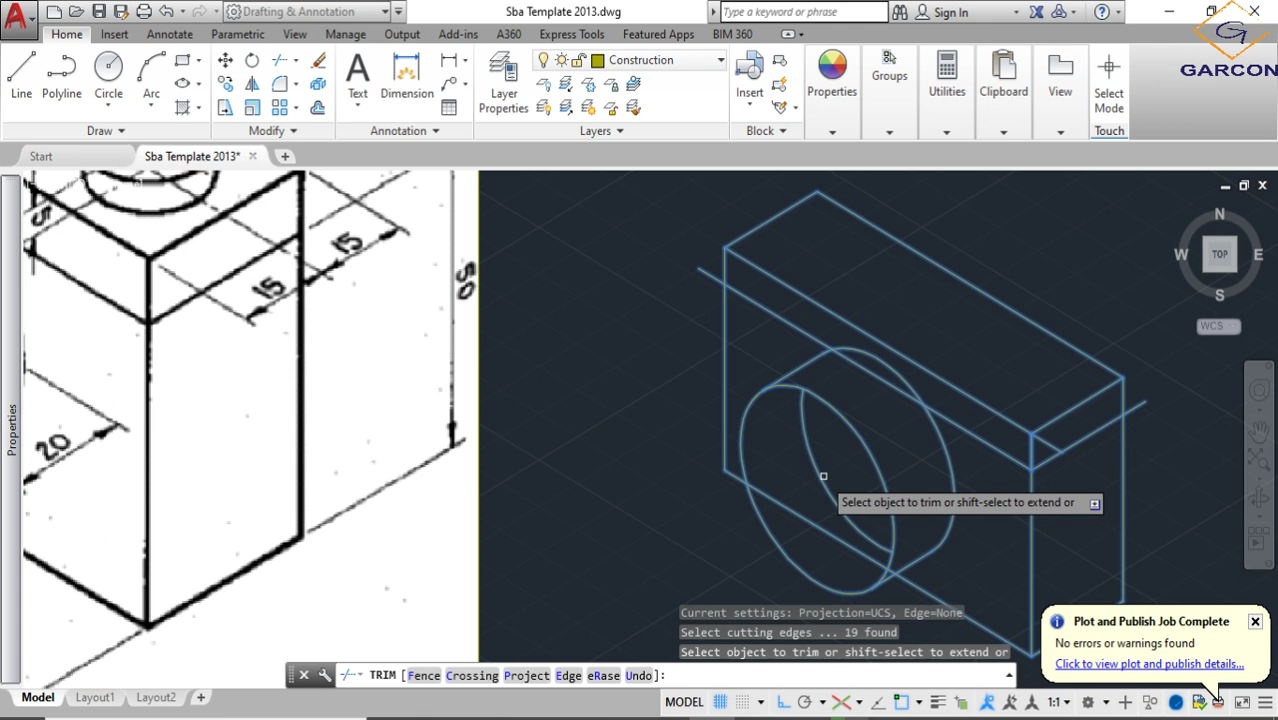 Drafting & Annotation
Sba Template 2013.dwg
Type a keyword or phrase
Sign In
Home Insert Annotate Parametric View Manage Output Add-ins A360 Express Tools Featured Apps BIM 360
GARCON
Construction
Line Polyline Circle Arc
Text Dimension
Layer Properties
Insert
Properties
Groups
Utilities
Clipboard
View
Select Mode
Draw Modify Annotation Layers Block Touch
Start
Sba Template 2013*
15
15
50
20
Properties
N
W TOP E
S
WCS
Select object to trim or shift-select to extend or
Current settings: Projection=UCS, Edge=None
Select cutting edges ... 19 found
Select object to trim or shift-select to extend or
TRIM [Fence Crossing Project Edge eRase Undo]:
Plot and Publish Job Complete
No errors or warnings found
Click to view plot and publish details...
Model Layout1 Layout2
MODEL
1:1